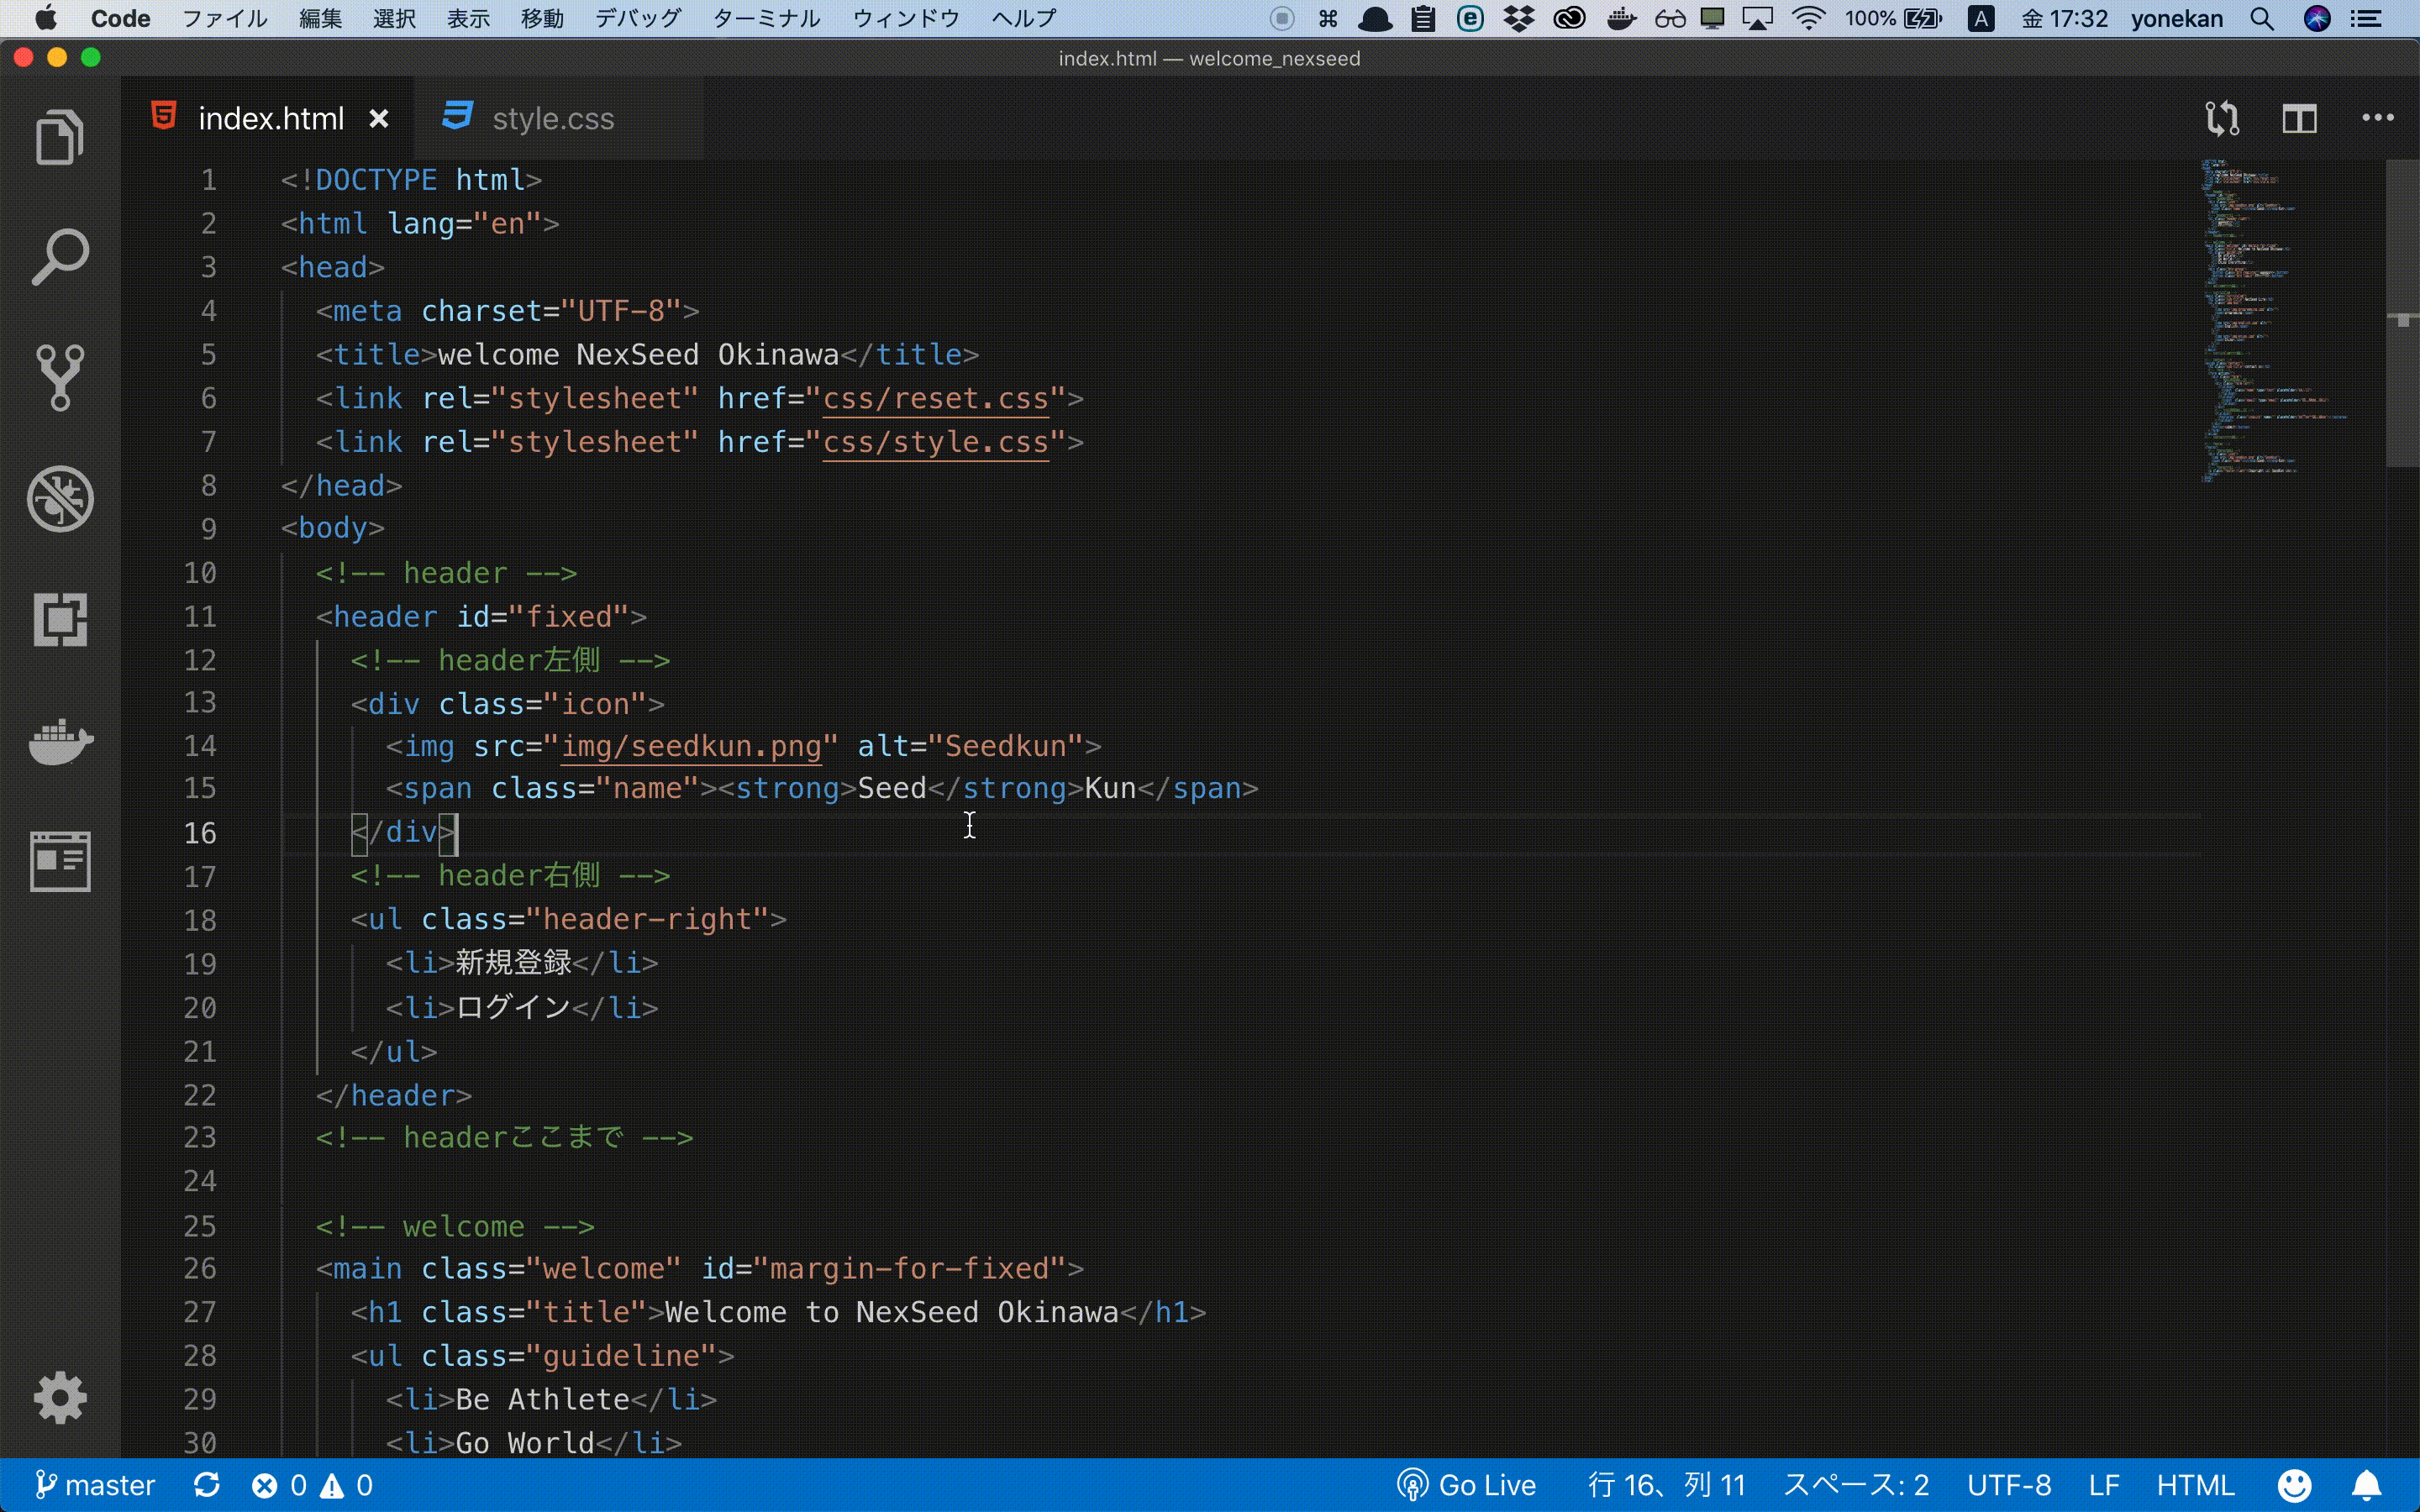 Code ファイル 編集 選択 表示 移動 デバッグ ターミナル ウィンドウ ヘルプ 100% A 金 17:32 yonekan
index.html — welcome_nexseed
index.html style.css
1 <!DOCTYPE html>
2 <html lang="en">
3 <head>
4 <meta charset="UTF-8">
5 <title>welcome NexSeed Okinawa</title>
6 <link rel="stylesheet" href="css/reset.css">
7 <link rel="stylesheet" href="css/style.css">
8 </head>
9 <body>
10 <!-- header -->
11 <header id="fixed">
12 <!-- header左側 -->
13 <div class="icon">
14 <img src="img/seedkun.png" alt="Seedkun">
15 <span class="name"><strong>Seed</strong>Kun</span>
16 </div>
17 <!-- header右側 -->
18 <ul class="header-right">
19 <li>新規登録</li>
20 <li>ログイン</li>
21 </ul>
22 </header>
23 <!-- headerここまで -->
24
25 <!-- welcome -->
26 <main class="welcome" id="margin-for-fixed">
27 <h1 class="title">Welcome to NexSeed Okinawa</h1>
28 <ul class="guideline">
29 <li>Be Athlete</li>
30 <li>Go World</li>
master 0 0 Go Live 行 16、列 11 スペース: 2 UTF-8 LF HTML